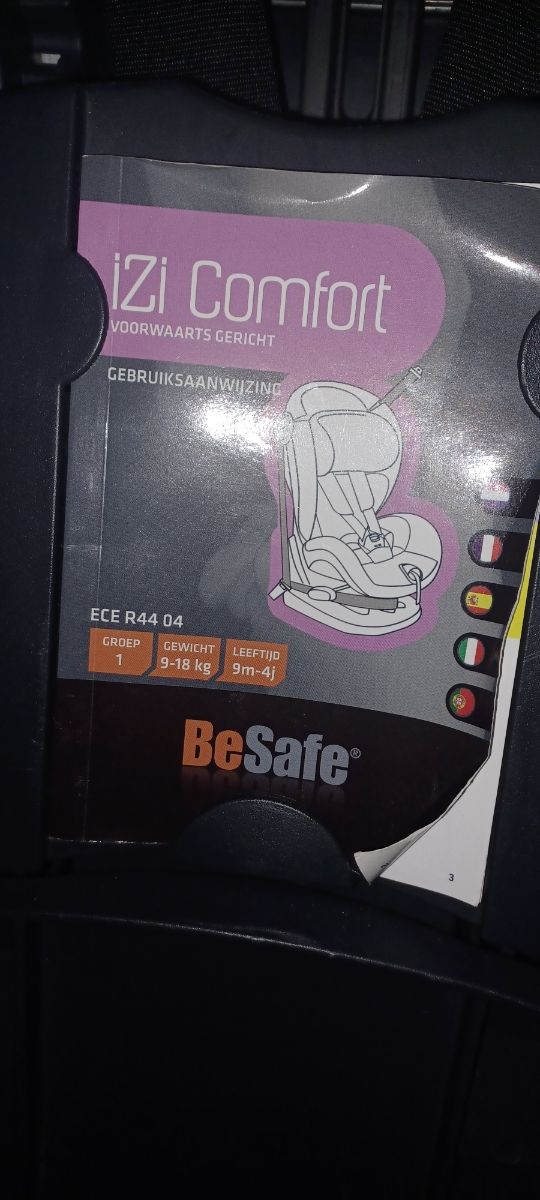 iZi Comfort
VOORWAARTS GERICHT
GEBRUIKSAANWIJZING
ECE R44 04
GROEP
1
GEWICHT
9-18 kg
LEEFTIJD
9m-4j
BeSafe®
3